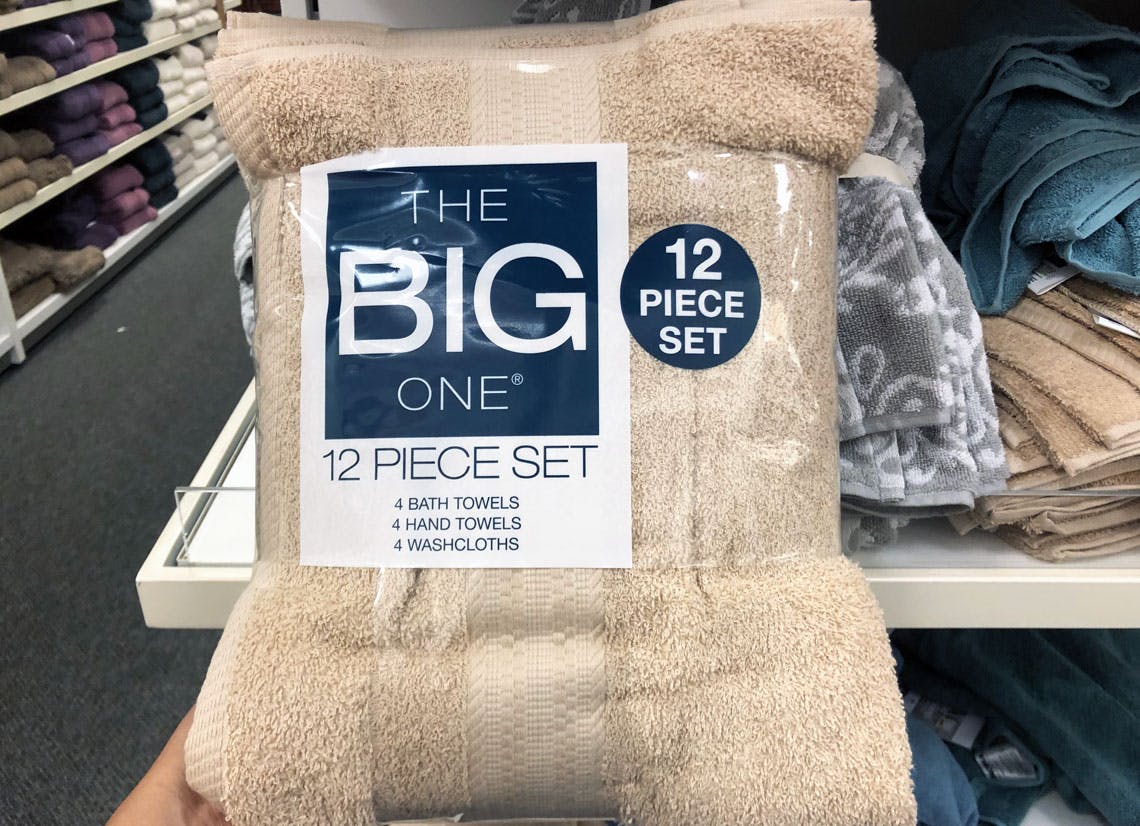 THE
BIG
ONE®
12 PIECE SET
4 BATH TOWELS
4 HAND TOWELS
4 WASHCLOTHS
12
PIECE
SET